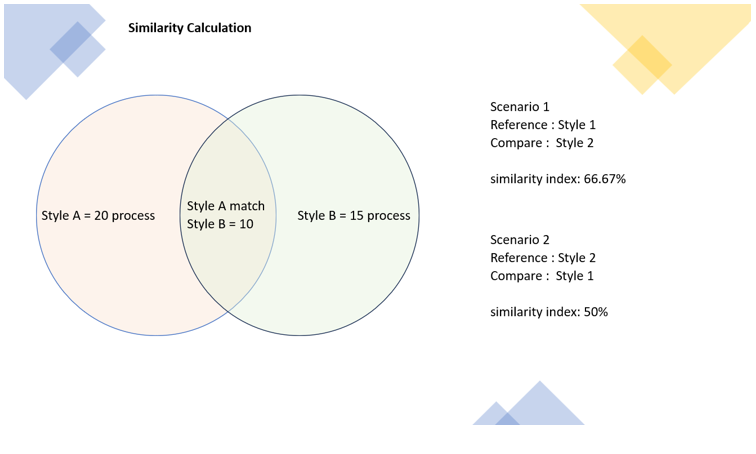 Similarity Calculation
Style A = 20 process
Style A match
Style B = 10
Style B = 15 process
Scenario 1
Reference : Style 1
Compare :  Style 2
similarity index: 66.67%
Scenario 2
Reference : Style 2
Compare :  Style 1
similarity index: 50%